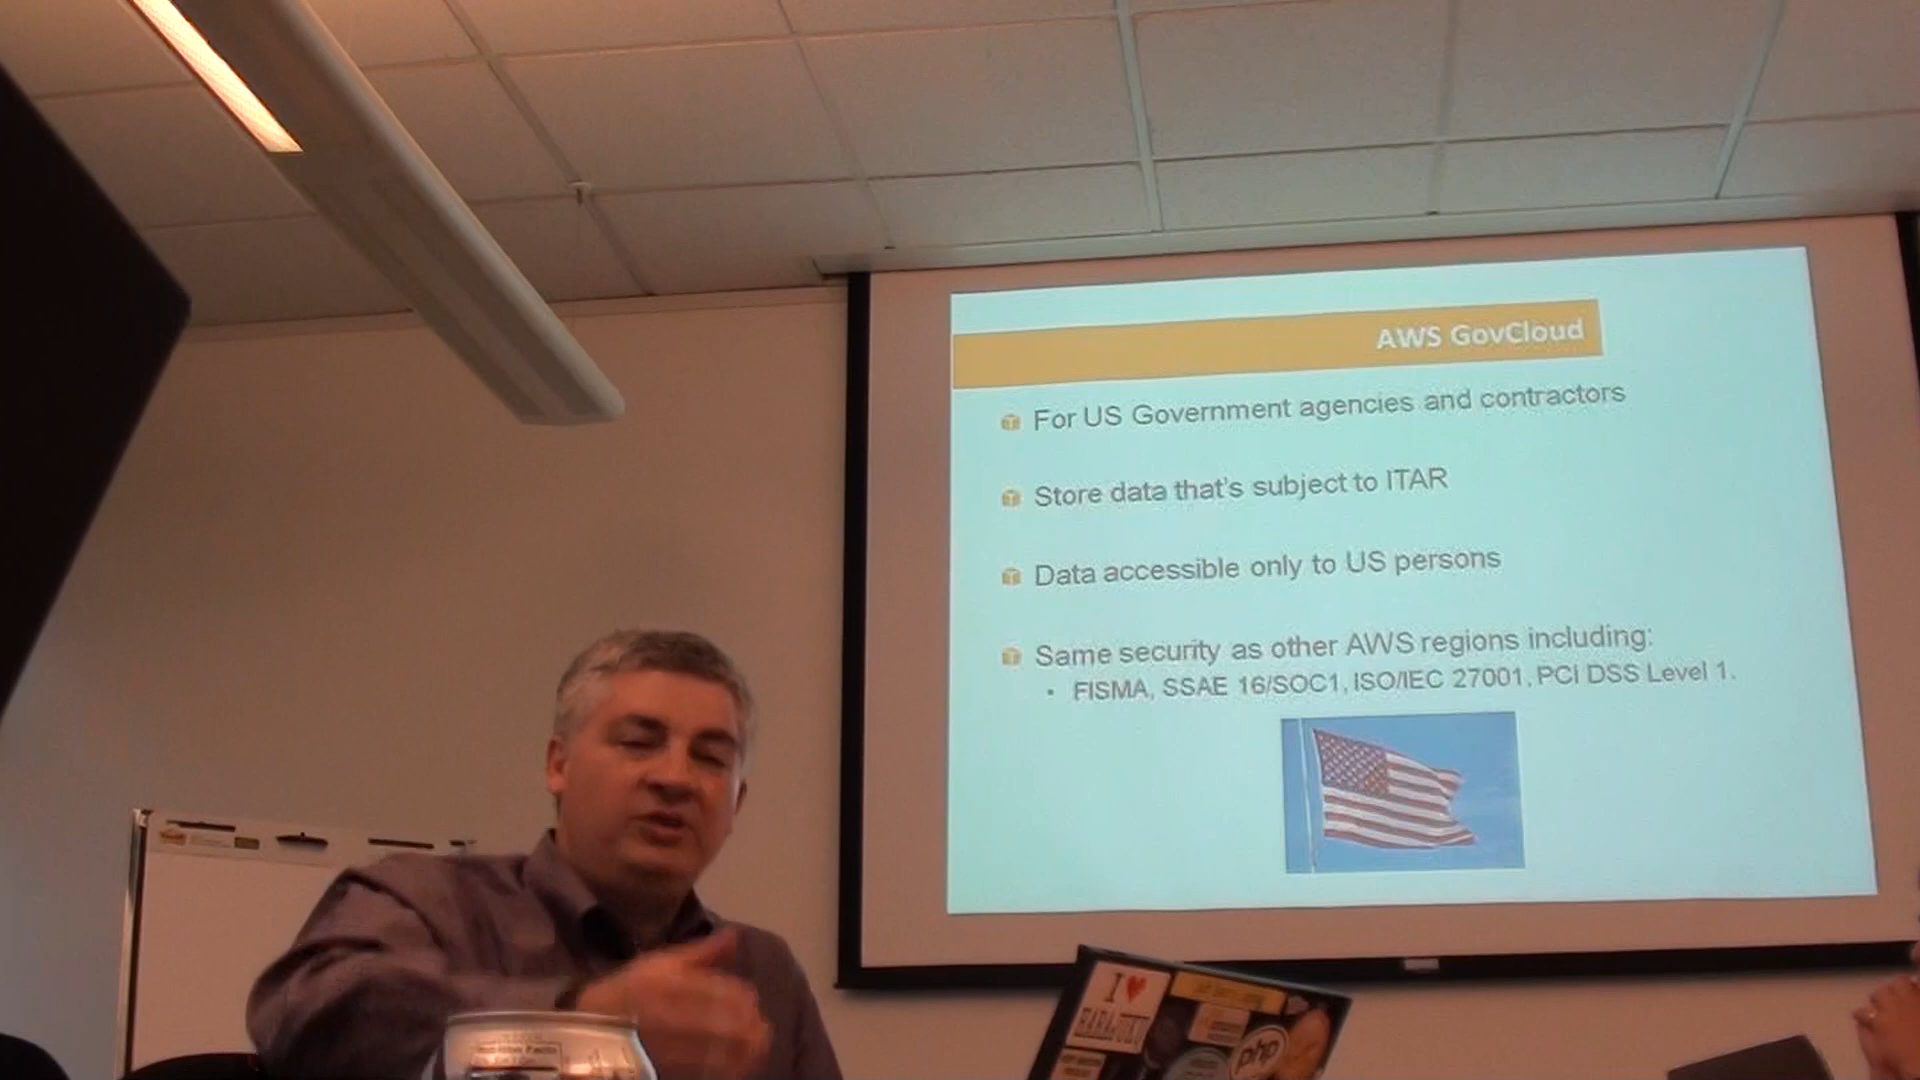 AWS GovCloud
For US Government agencies and contractors
Store data that's subject to ITAR
Data accessible only to US persons
Same security as other AWS regions including:
• FISMA, SSAE 16/SOC1, ISO/IEC 27001, PCI DSS Level 1.
I ♥
HARAJUKU
php